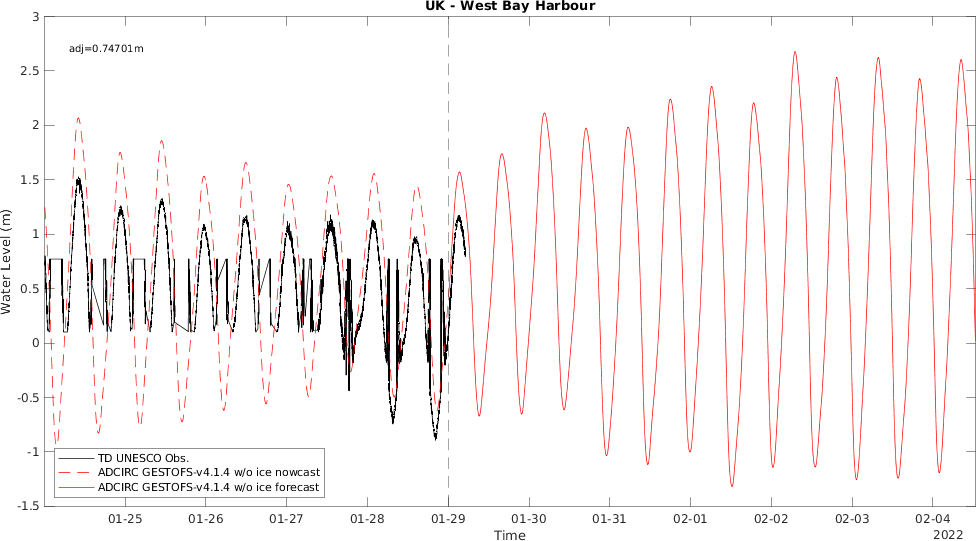 UK - West Bay Harbour
adj=0.74701m
3
2.5
2
1.5
1
0.5
0
-0.5
-1
-1.5
Water Level (m)
TD UNESCO Obs.
ADCIRC GESTOFS-v4.1.4 w/o ice nowcast
ADCIRC GESTOFS-v4.1.4 w/o ice forecast
01-25 01-26 01-27 01-28 01-29 01-30 01-31 02-01 02-02 02-03 02-04
Time
2022